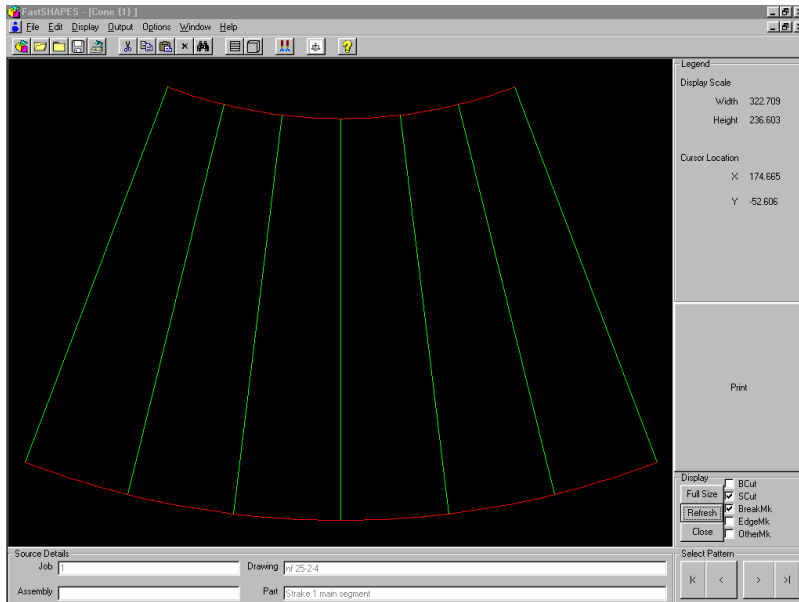 FastSHAPES - [Cone {1} ]
File Edit Display Output Options Window Help
Legend
Display Scale
Width 322.709
Height 236.603
Cursor Location
X 174.665
Y -52.606
Print
Display
BCut
Full Size SCut
Refresh BreakMk
EdgeMk
Close OtherMk
Source Details
Job 1 Drawing nf 25-2-4
Assembly Part Strake 1 main segment
Select Pattern
|< < > >|